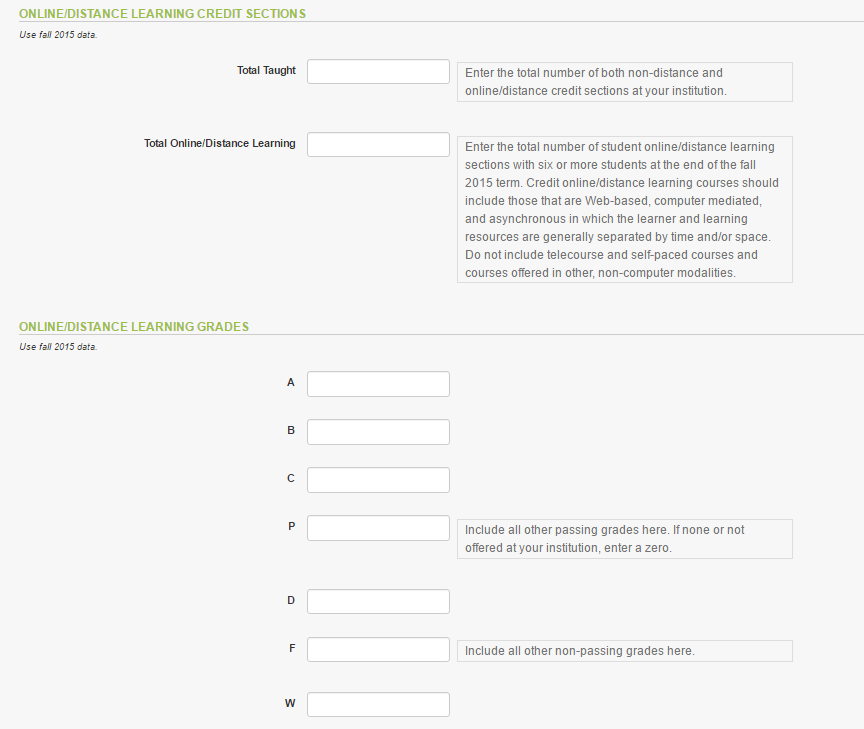 ONLINE/DISTANCE LEARNING CREDIT SECTIONS
Use fall 2015 data.
Total Taught
Enter the total number of both non-distance and
online/distance credit sections at your institution.
Total Online/Distance Learning
Enter the total number of student online/distance learning
sections with six or more students at the end of the fall
2015 term. Credit online/distance learning courses should
include those that are Web-based, computer mediated,
and asynchronous in which the learner and learning
resources are generally separated by time and/or space.
Do not include telecourse and self-paced courses and
courses offered in other, non-computer modalities.
ONLINE/DISTANCE LEARNING GRADES
Use fall 2015 data.
A
B
C
P
Include all other passing grades here. If none or not
offered at your institution, enter a zero.
D
F
Include all other non-passing grades here.
W